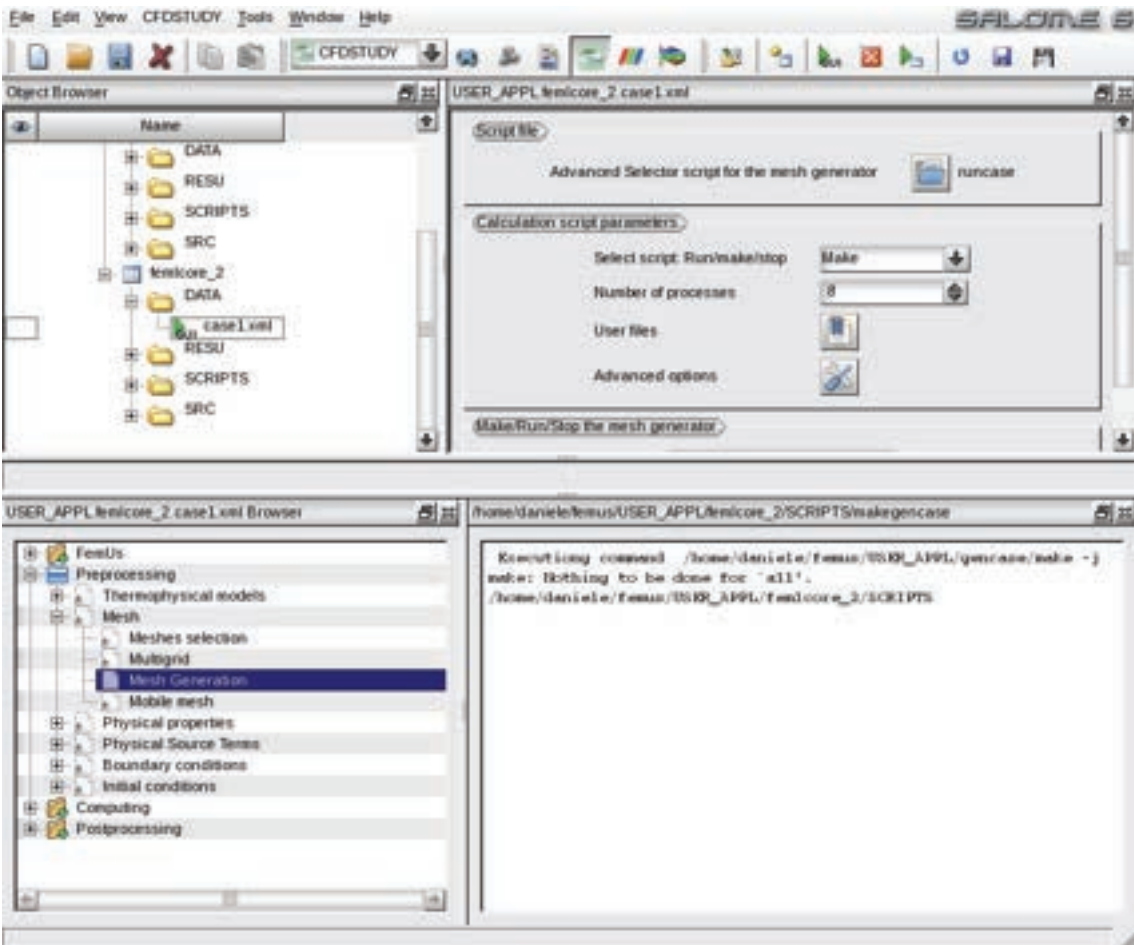 File Edit View CFDSTUDY Tools Window Help
SALOME 6
CFDSTUDY
Object Browser
USER_APPL.femlcore_2.case1.xml
Name
DATA
RESU
SCRIPTS
SRC
femlcore_2
DATA
case1.xml
RESU
SCRIPTS
SRC
Script file
Advanced Selector script for the mesh generator
runcase
Calculation script parameters
Select script: Run/make/stop
Make
Number of processes
8
User files
Advanced options
Make/Run/Stop the mesh generator
USER_APPL.femlcore_2.case1.xml Browser
/home/daniele/femus/USER_APPL/femlcore_2/SCRIPTS/makegencase
FemUs
Preprocessing
Thermophysical models
Mesh
Meshes selection
Multigrid
Mesh Generation
Mobile mesh
Physical properties
Physical Source Terms
Boundary conditions
Initial conditions
Computing
Postprocessing
Executiong command /home/daniele/femus/USER_APPL/gencase/make -j
make: Nothing to be done for `all'.
/home/daniele/femus/USER_APPL/femlcore_2/SCRIPTS